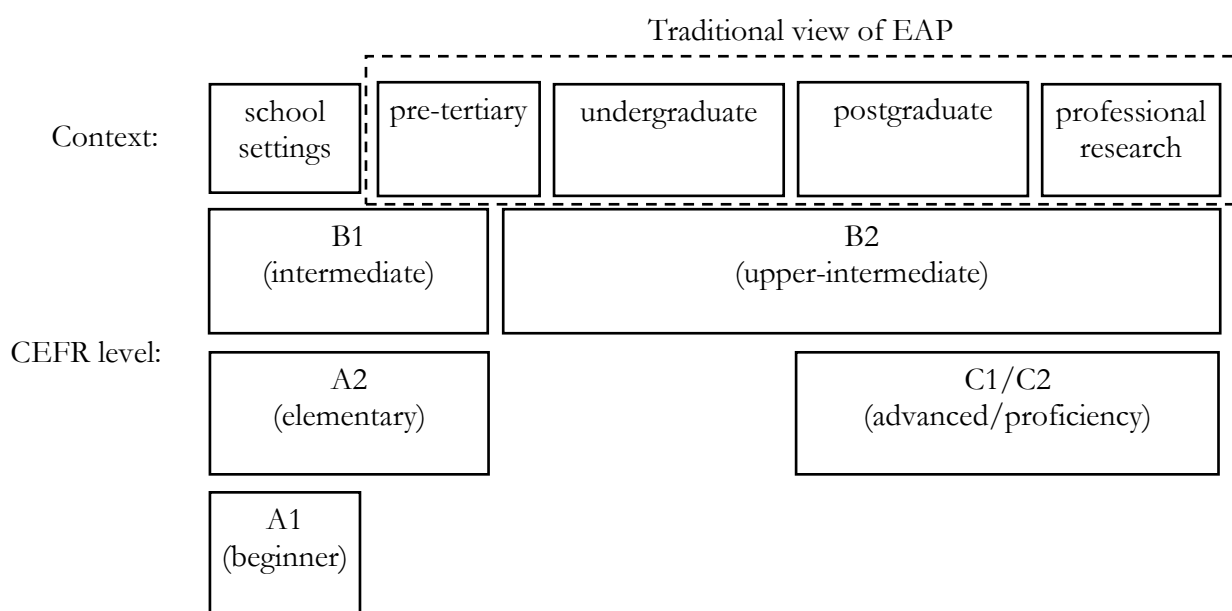 Traditional view of EAP
Context:
school
settings
pre-tertiary
undergraduate
postgraduate
professional
research
B1
(intermediate)
B2
(upper-intermediate)
CEFR level:
A2
(elementary)
C1/C2
(advanced/proficiency)
A1
(beginner)